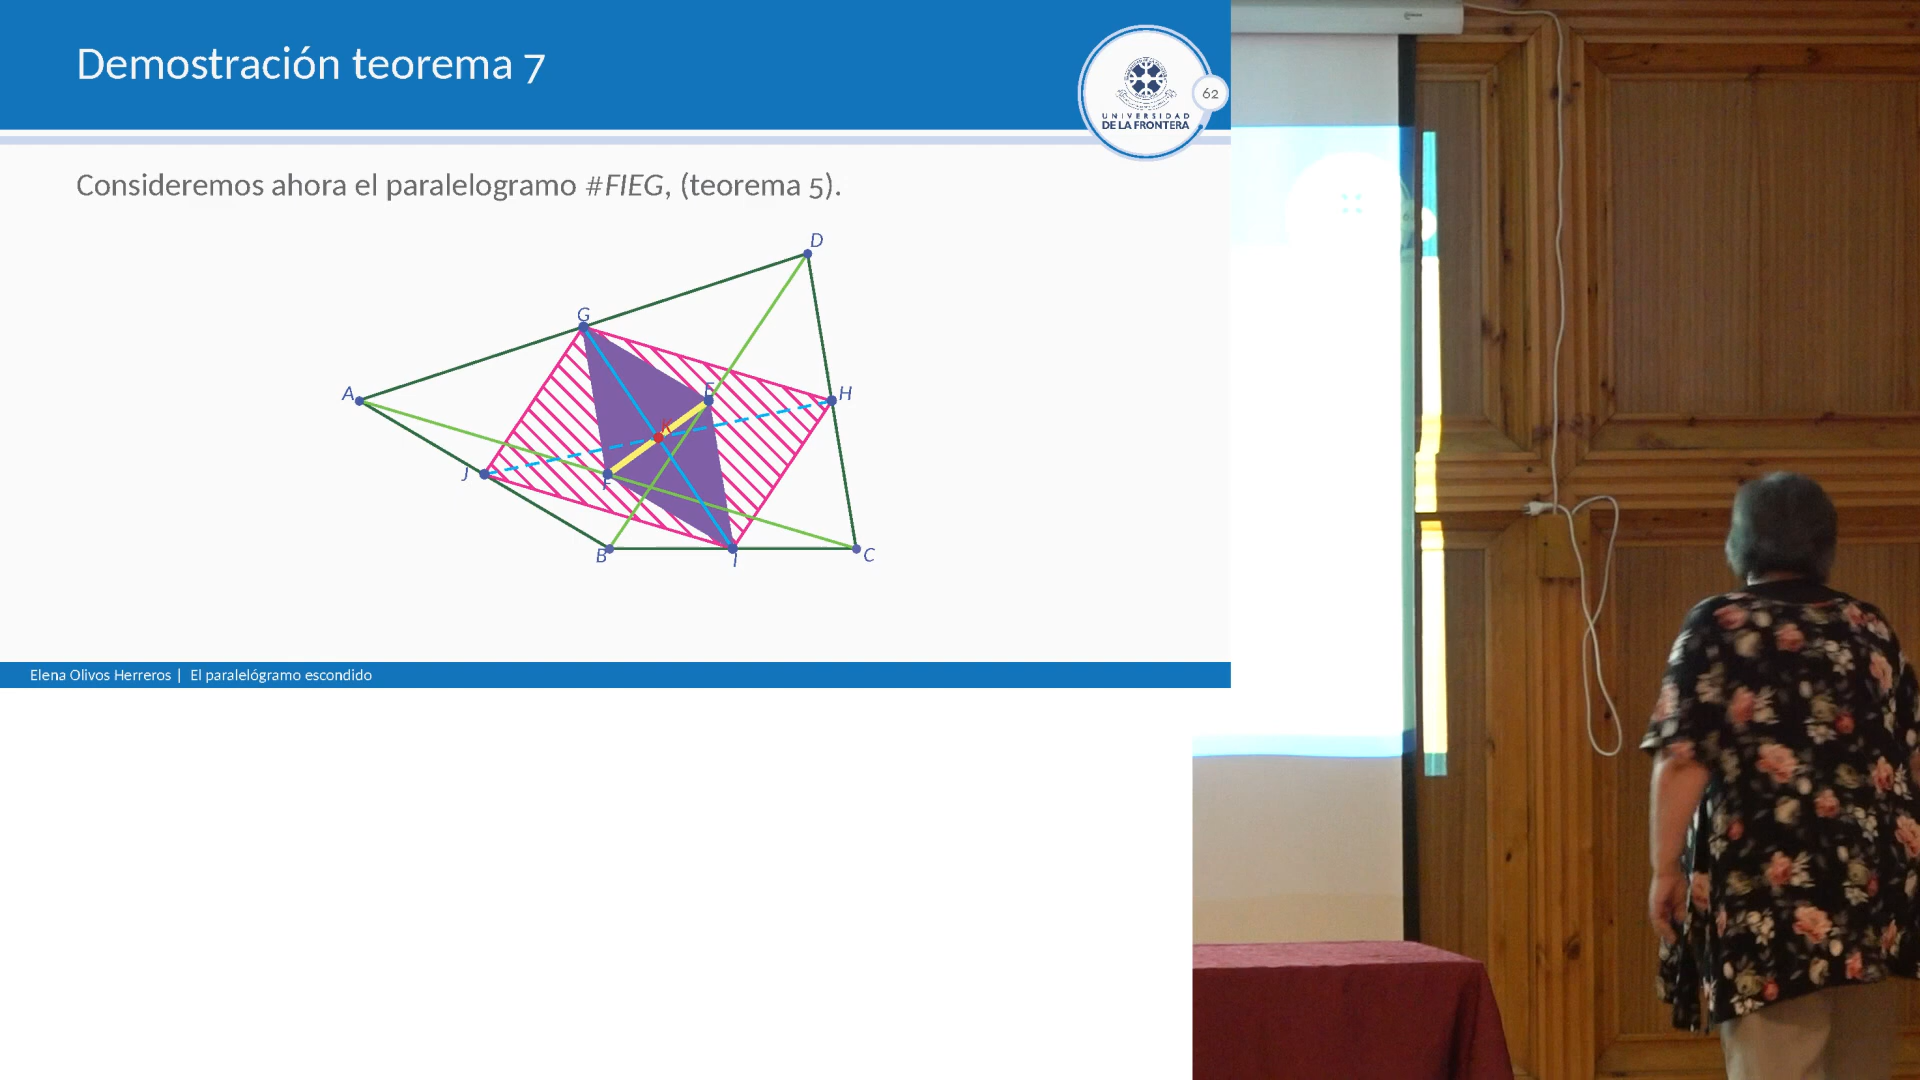 Demostración teorema 7
62
UNIVERSIDAD
DE LA FRONTERA
Consideremos ahora el paralelogramo #FIEG, (teorema 5).
D
G
A
E
H
K
J
F
B
I
C
Elena Olivos Herreros | El paralelógramo escondido